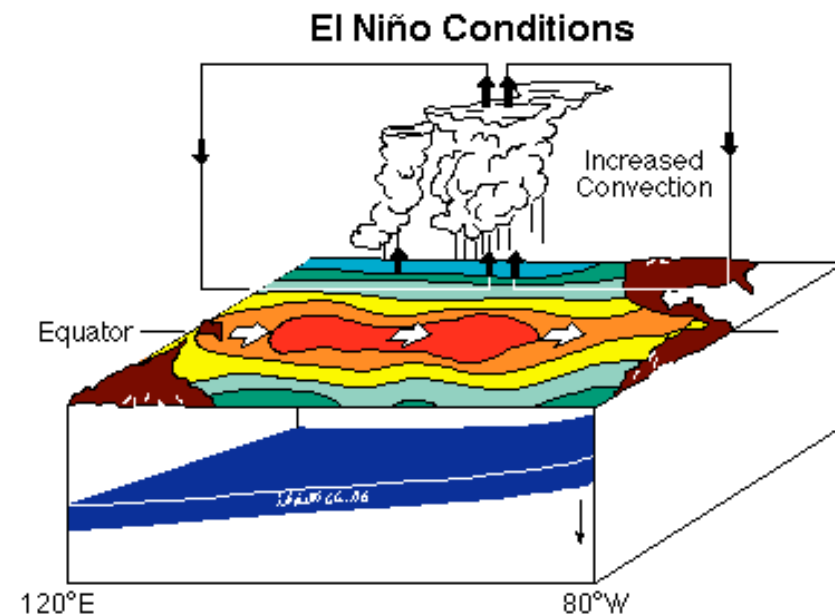 El Niño Conditions
Increased
Convection
Equator
120°E
80°W